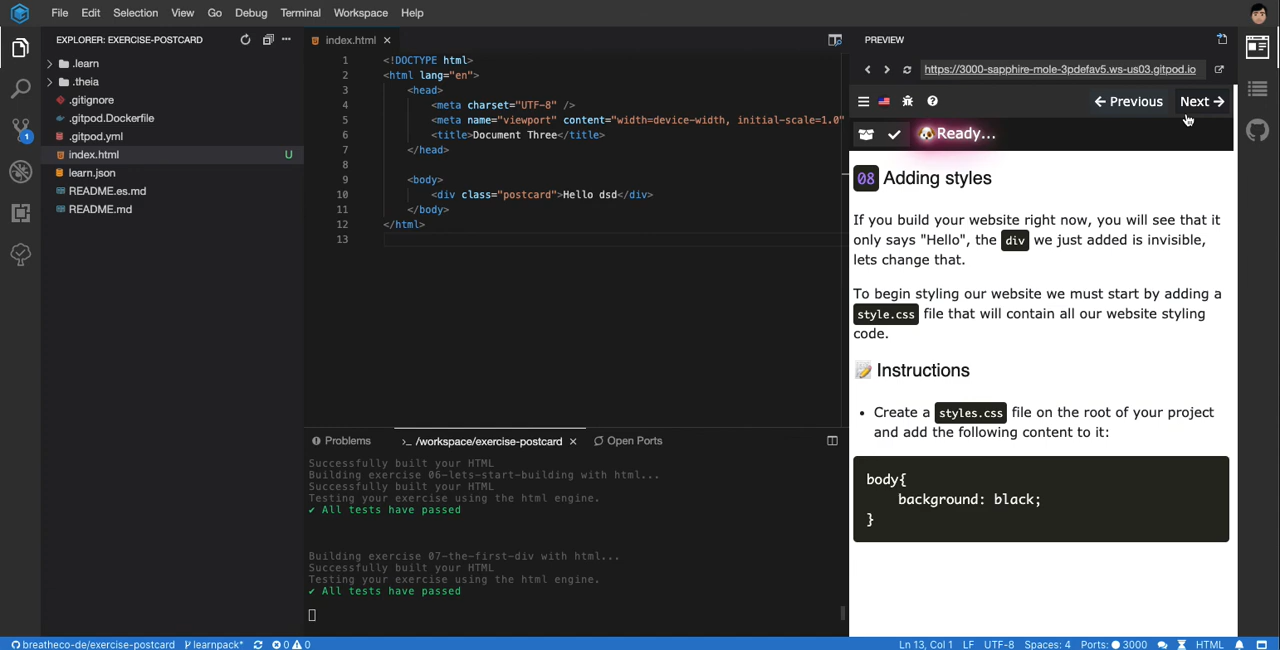 File Edit Selection View Go Debug Terminal Workspace Help
EXPLORER: EXERCISE-POSTCARD
.learn
.theia
.gitignore
.gitpod.Dockerfile
.gitpod.yml
index.html U
learn.json
README.es.md
README.md
1
index.html ×
1 <!DOCTYPE html>
2 <html lang="en">
3 <head>
4 <meta charset="UTF-8" />
5 <meta name="viewport" content="width=device-width, initial-scale=1.0"
6 <title>Document Three</title>
7 </head>
8
9 <body>
10 <div class="postcard">Hello dsd</div>
11 </body>
12 </html>
13
Problems >_ /workspace/exercise-postcard × Open Ports
Successfully built your HTML
Building exercise 06-lets-start-building with html...
Successfully built your HTML
Testing your exercise using the html engine.
✔ All tests have passed
Building exercise 07-the-first-div with html...
Successfully built your HTML
Testing your exercise using the html engine.
✔ All tests have passed
PREVIEW
https://3000-sapphire-mole-3pdefav5.ws-us03.gitpod.io
← Previous Next →
🐶Ready...
08 Adding styles
If you build your website right now, you will see that it
only says "Hello", the div we just added is invisible,
lets change that.
To begin styling our website we must start by adding a
style.css file that will contain all our website styling
code.
📝 Instructions
• Create a styles.css file on the root of your project
and add the following content to it:
body{
background: black;
}
breatheco-de/exercise-postcard learnpack* 0 0 Ln 13, Col 1 LF UTF-8 Spaces: 4 Ports: 3000 HTML